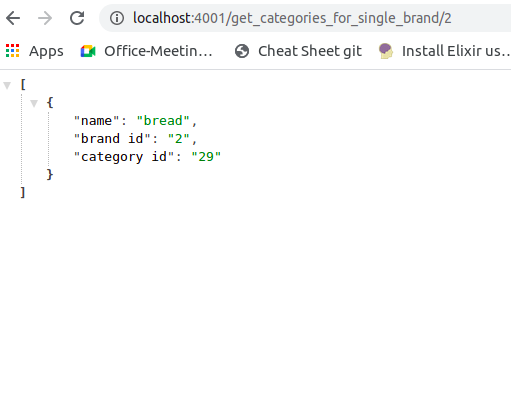 localhost:4001/get_categories_for_single_brand/2
Apps Office-Meetin… Cheat Sheet git Install Elixir us…
[
{
"name": "bread",
"brand id": "2",
"category id": "29"
}
]